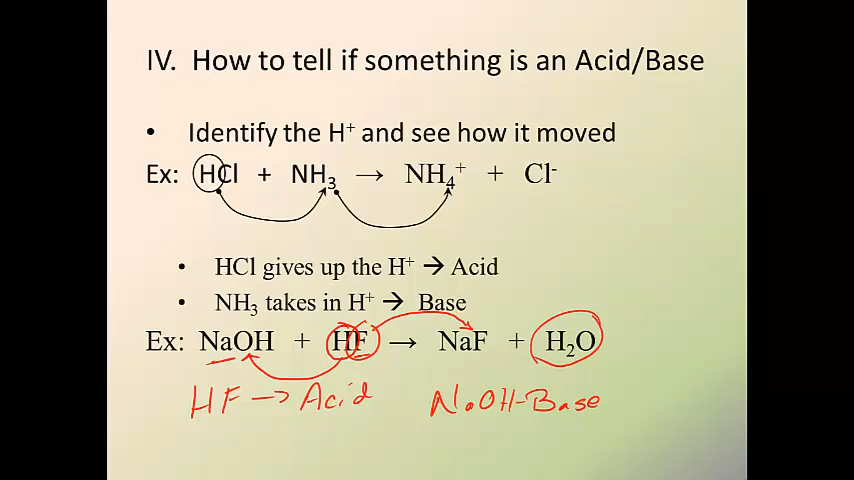 IV. How to tell if something is an Acid/Base
• Identify the H⁺ and see how it moved
Ex: HCl + NH₃ → NH₄⁺ + Cl⁻
• HCl gives up the H⁺ → Acid
• NH₃ takes in H⁺ → Base
Ex: NaOH + HF → NaF + H₂O
HF → Acid NaOH-Base